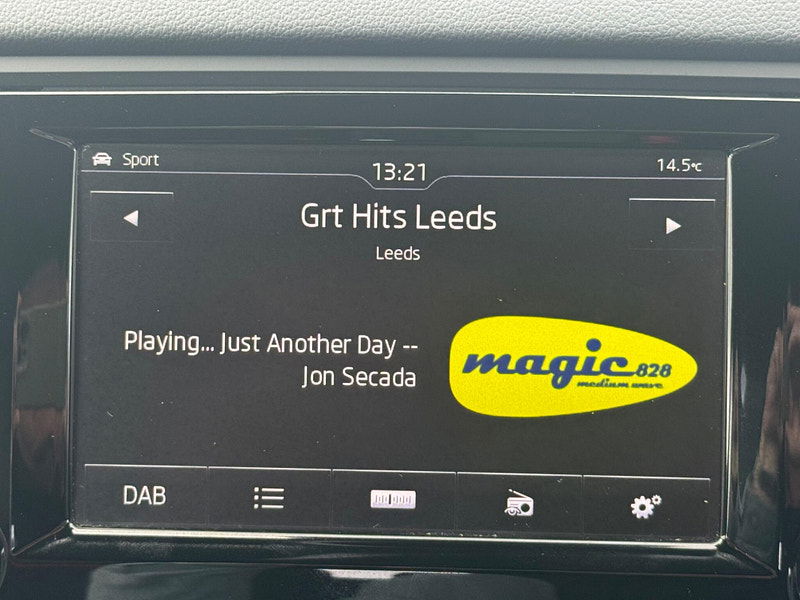 Sport
13:21
14.5°C
Grt Hits Leeds
Leeds
Playing... Just Another Day --
Jon Secada
magic 828
medium wave
DAB